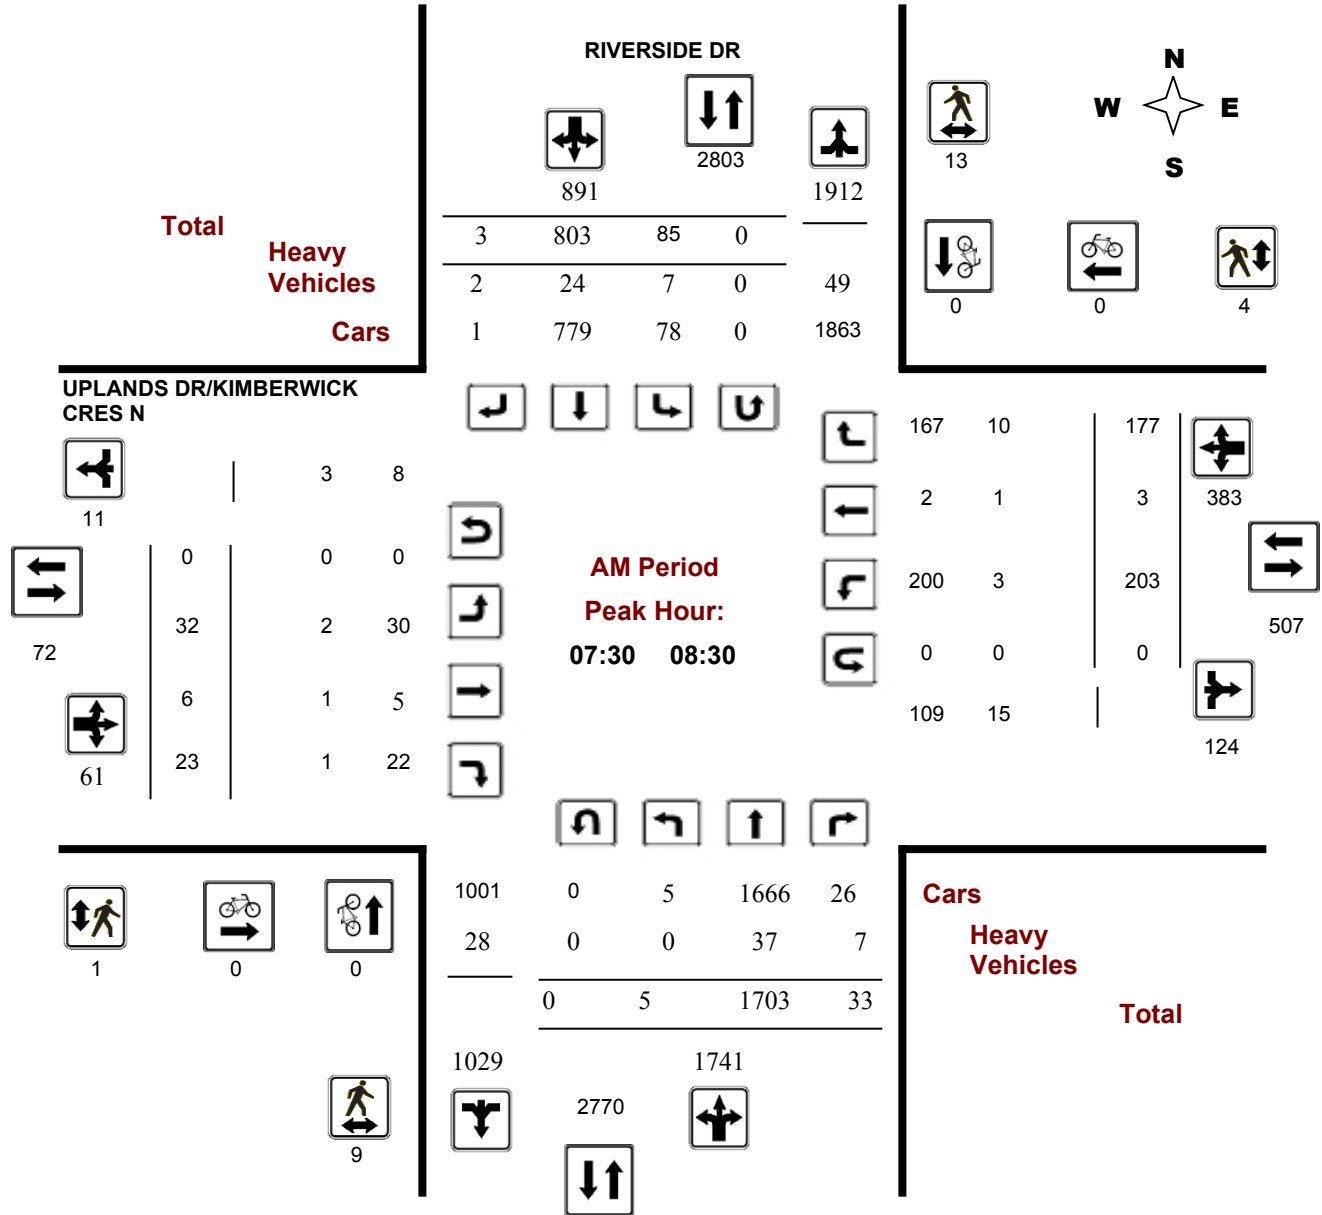 RIVERSIDE DR
N
W E
S
2803
13
891 1912
Total
3 803 85 0
Heavy
Vehicles
2 24 7 0 49
Cars
1 779 78 0 1863
0 0 4
UPLANDS DR/KIMBERWICK
CRES N
167 10 177
3 8
2 1 3 383
11
0 0 0
AM Period
200 3 203
Peak Hour:
32 2 30 507
72 07:30 08:30 0 0 0
6 1 5
109 15
124
23 1 22
61
1001 0 5 1666 26
Cars
28 0 0 37 7
Heavy
Vehicles
1 0 0
0 5 1703 33
Total
1029 1741
2770
9